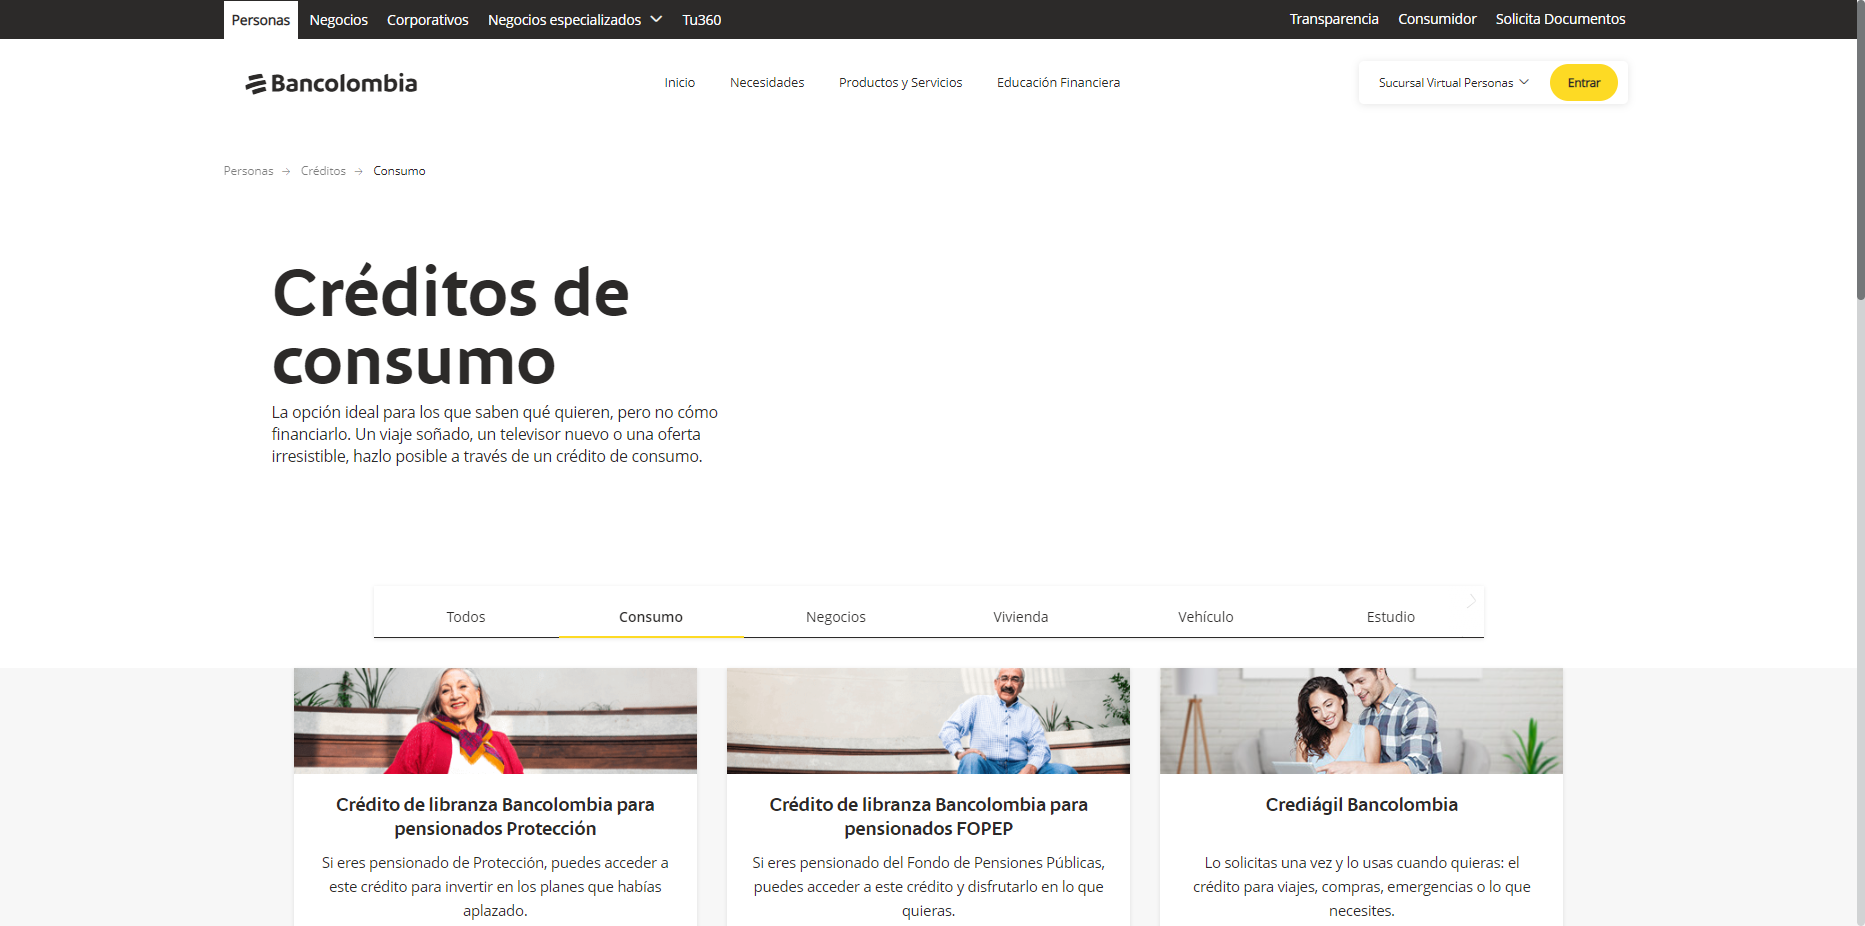 Personas Negocios Corporativos Negocios especializados Tu360 Transparencia Consumidor Solicita Documentos
Bancolombia Inicio Necesidades Productos y Servicios Educación Financiera Sucursal Virtual Personas Entrar
Personas → Créditos → Consumo
Créditos de
consumo
La opción ideal para los que saben qué quieren, pero no cómo
financiarlo. Un viaje soñado, un televisor nuevo o una oferta
irresistible, hazlo posible a través de un crédito de consumo.
Todos Consumo Negocios Vivienda Vehículo Estudio
Crédito de libranza Bancolombia para
pensionados Protección
Si eres pensionado de Protección, puedes acceder a
este crédito para invertir en los planes que habías
aplazado.
Crédito de libranza Bancolombia para
pensionados FOPEP
Si eres pensionado del Fondo de Pensiones Públicas,
puedes acceder a este crédito y disfrutarlo en lo que
quieras.
Crediágil Bancolombia
Lo solicitas una vez y lo usas cuando quieras: el
crédito para viajes, compras, emergencias o lo que
necesites.